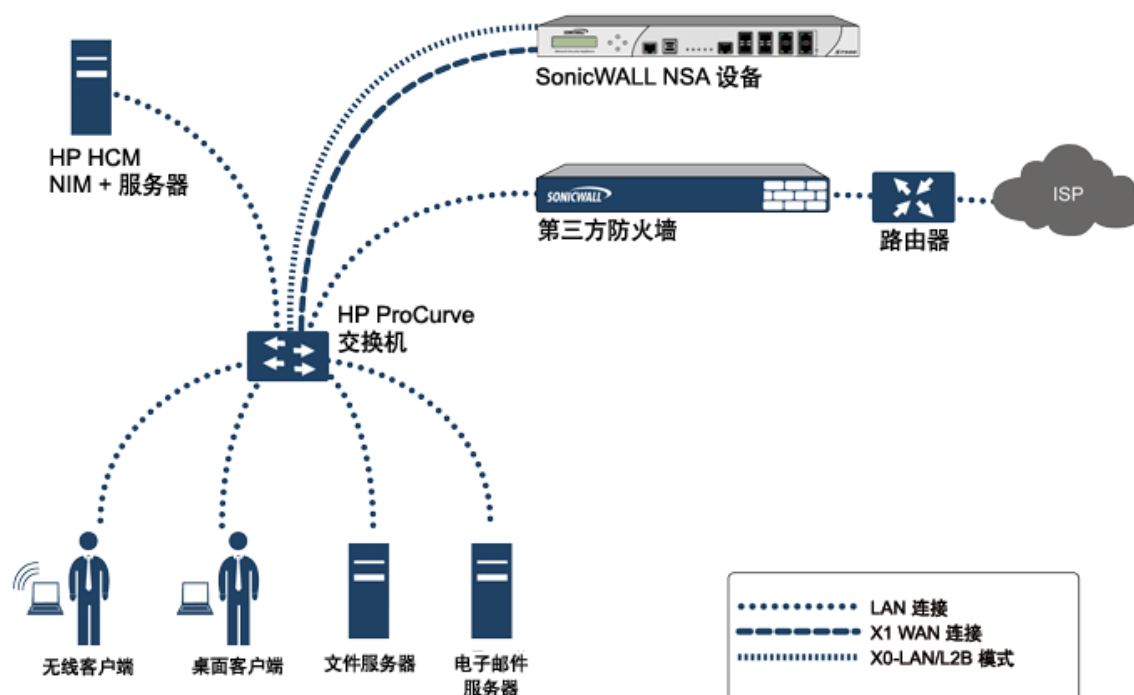 SONICWALL
SonicWALL NSA 设备
HP HCM
NIM + 服务器
SONICWALL
第三方防火墙
路由器
ISP
HP ProCurve
交换机
无线客户端
桌面客户端
文件服务器
电子邮件
服务器
LAN 连接
X1 WAN 连接
X0-LAN/L2B 模式